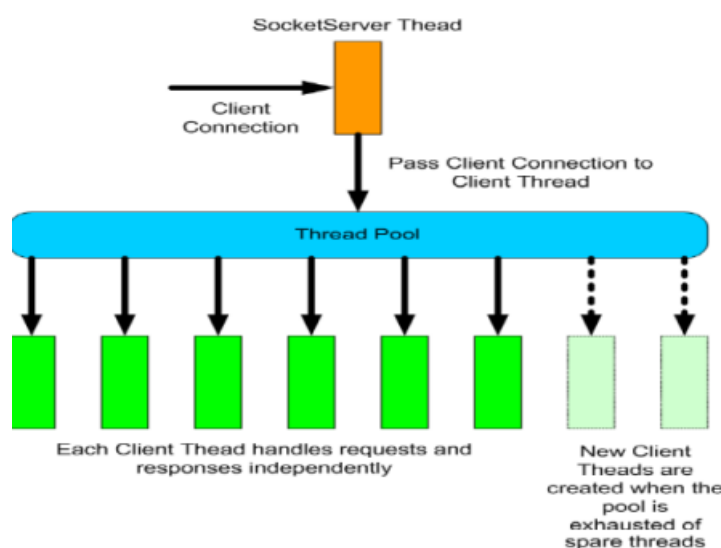 SocketServer Thead
Client
Connection
Pass Client Connection to
Client Thread
Thread Pool
Each Client Thead handles requests and
responses independently
New Client
Theads are
created when the
pool is
exhausted of
spare threads